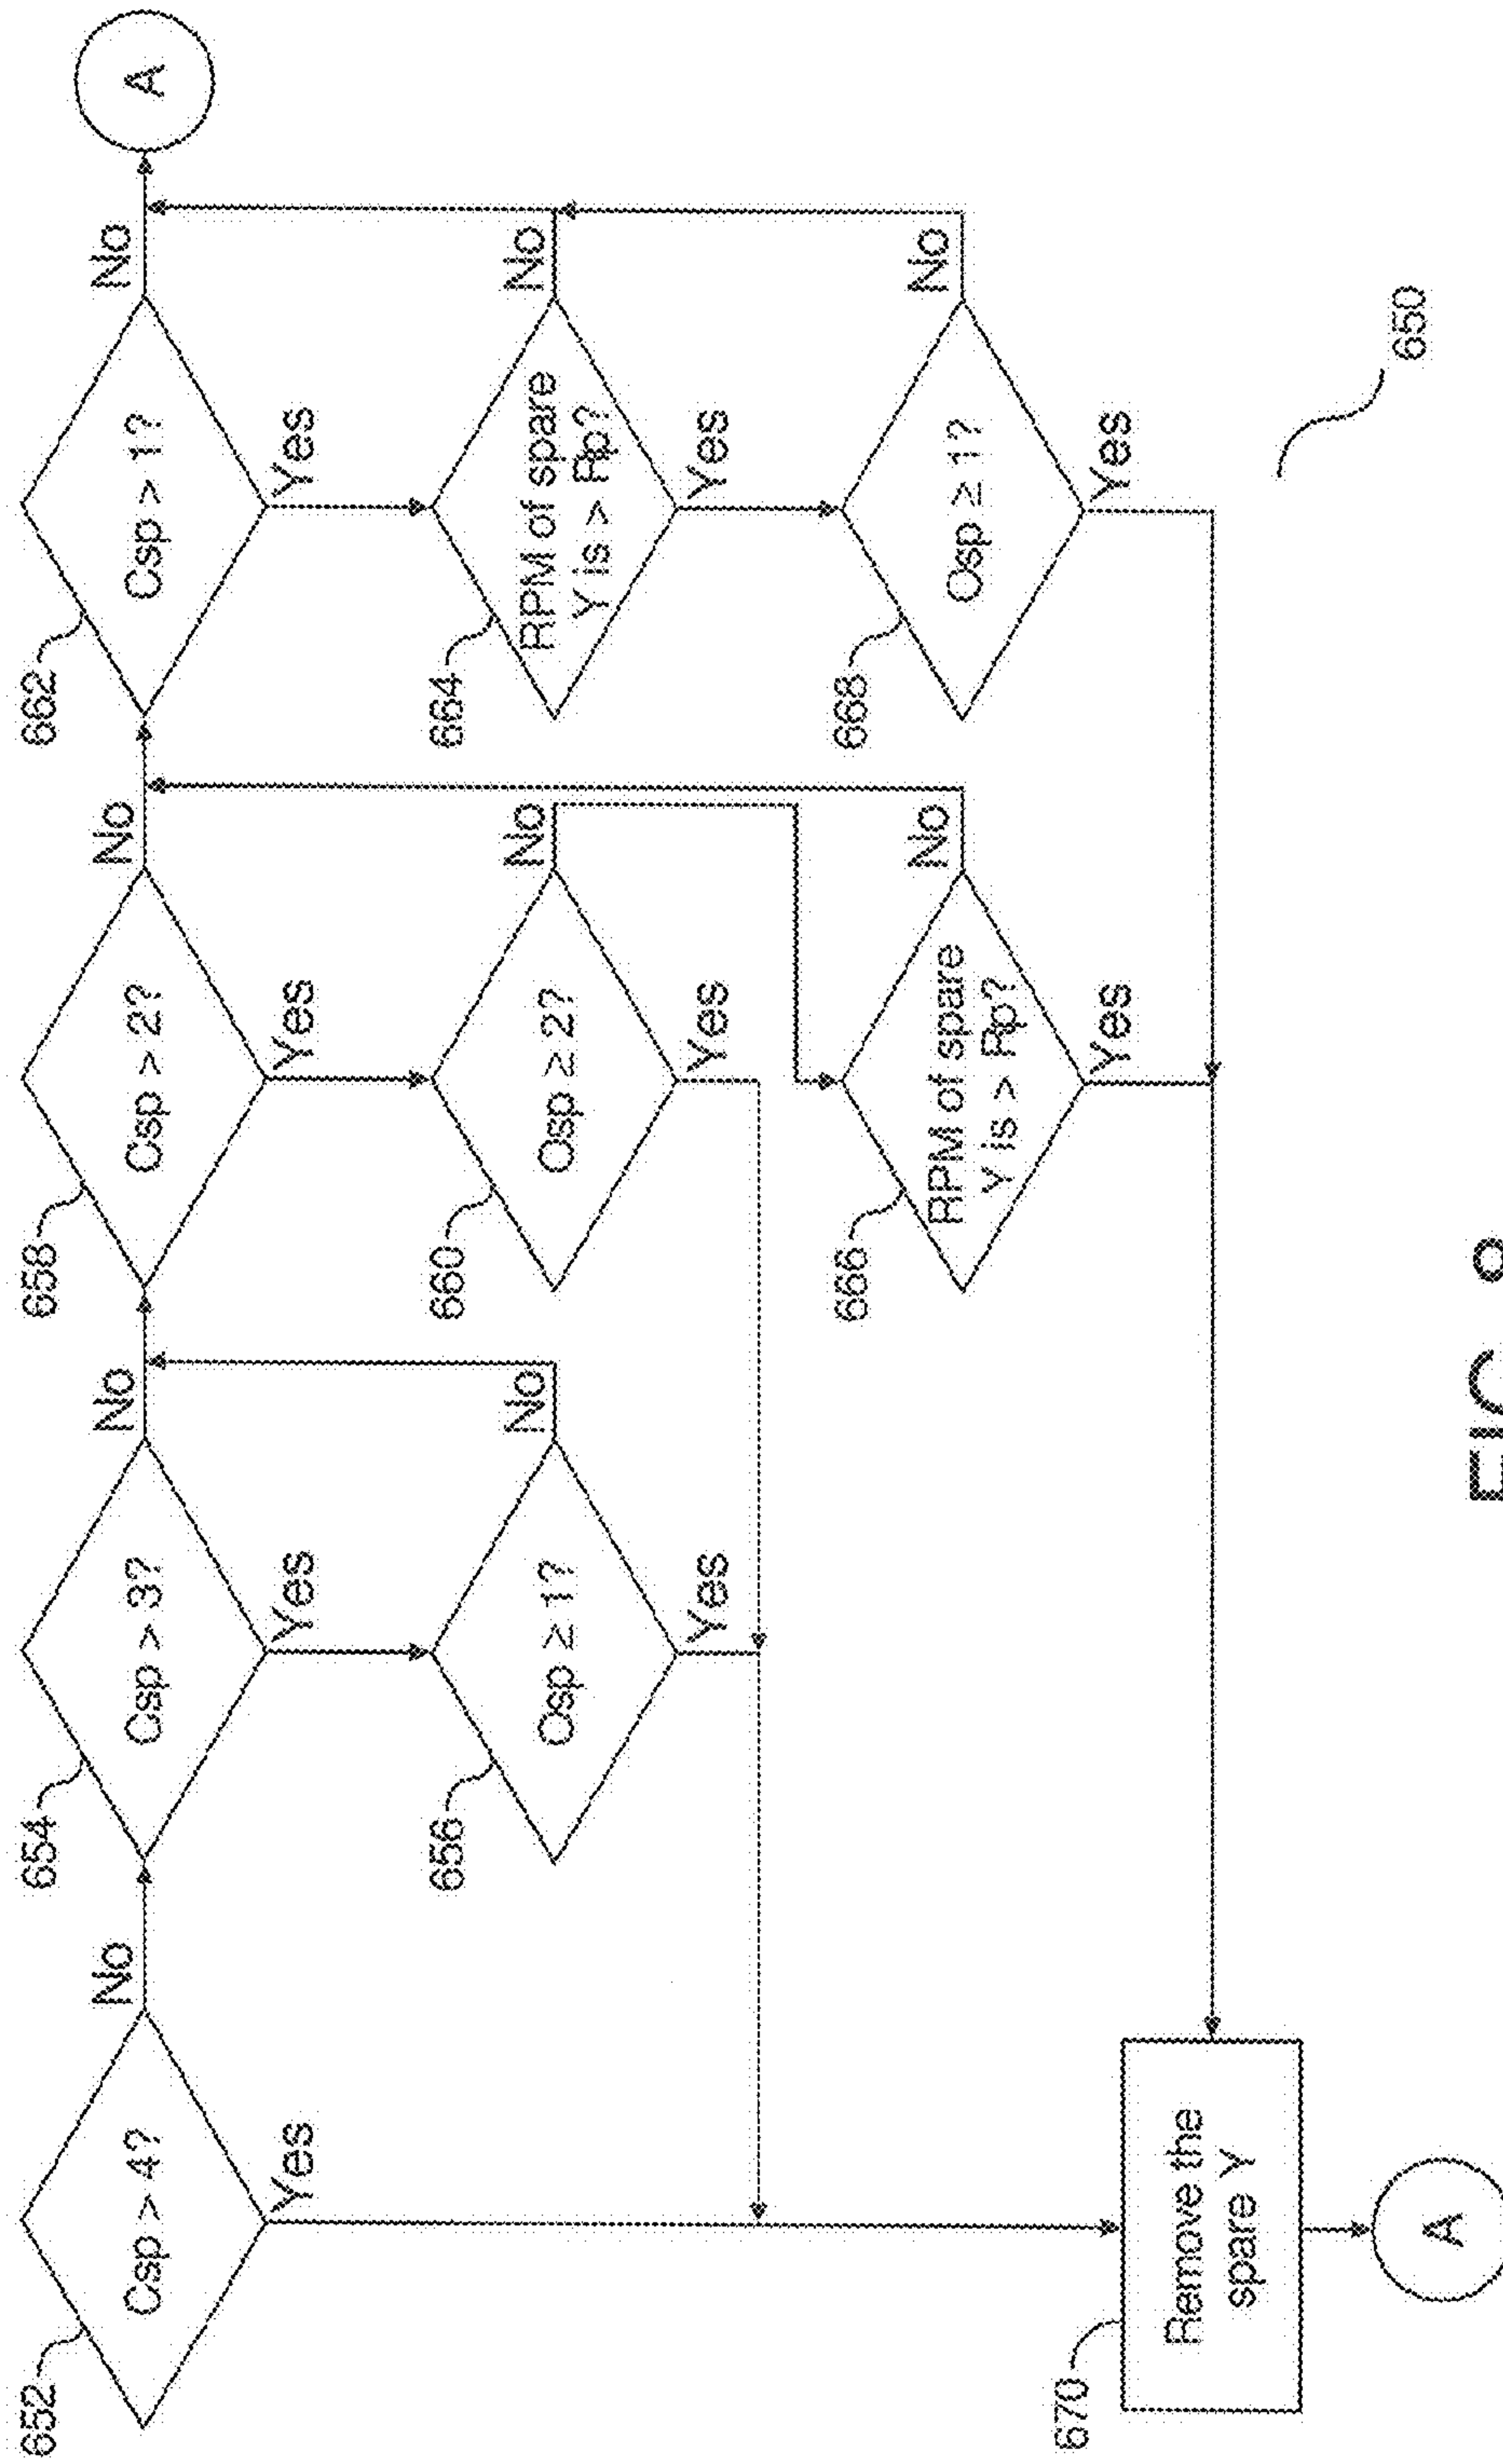 652
Csp > 4?
No
Yes
654
Csp > 3?
No
Yes
658
Csp > 2?
No
Yes
662
Csp > 1?
No
Yes
A
656
Osp ≥ 1?
No
Yes
660
Osp ≥ 2?
No
Yes
664
RPM of spare
Y is > Rp?
No
Yes
666
RPM of spare
Y is > Rp?
No
Yes
668
Osp ≥ 1?
No
Yes
670
Remove the
spare Y
A
650